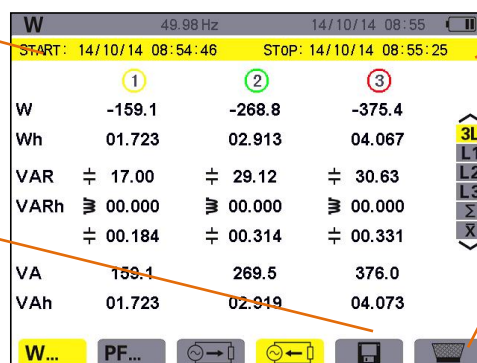 W 49.98 Hz 14/10/14 08:55
START: 14/10/14 08:54:46 STOP: 14/10/14 08:55:25
1 2 3
W -159.1 -268.8 -375.4
Wh 01.723 02.913 04.067
3L
L1
VAR 17.00 29.12 30.63
L2
L3
VARh 00.000 00.000 00.000
Σ
00.184 00.314 00.331
X̄
VA 159.1 269.5 376.0
VAh 01.723 02.919 04.073
W... PF...